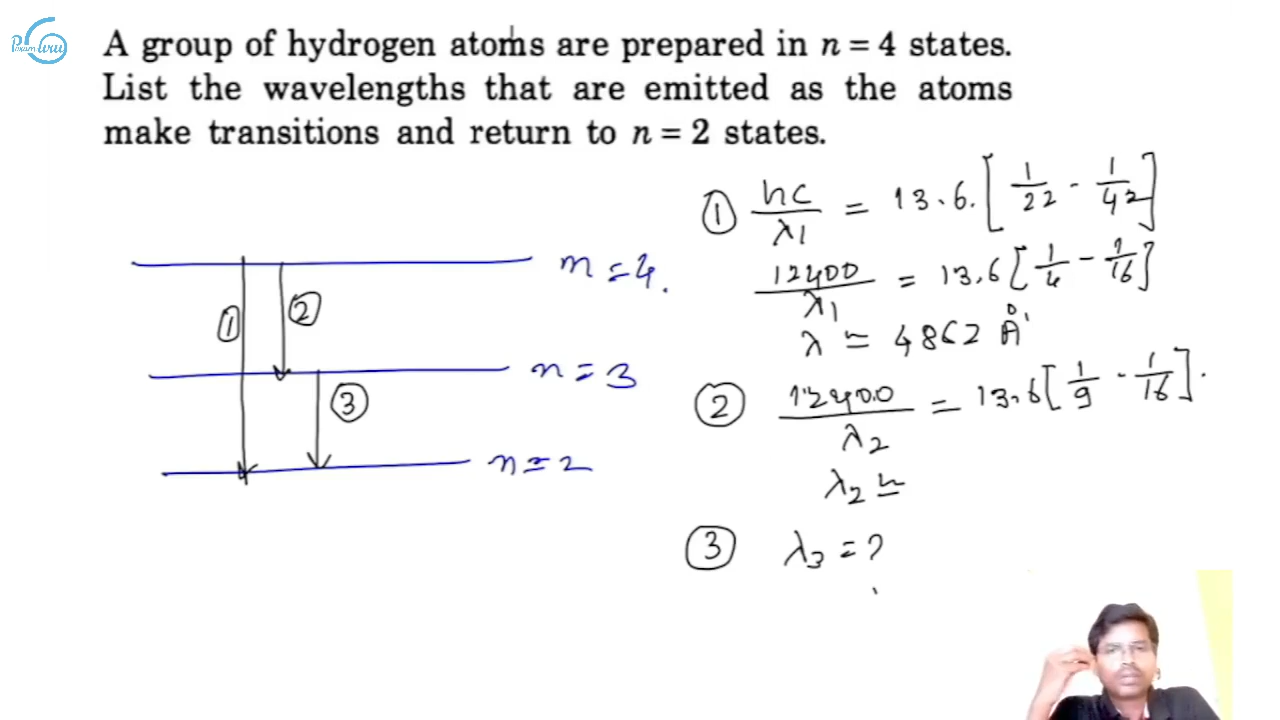 Pexam Guru
A group of hydrogen atoms are prepared in n = 4 states.
List the wavelengths that are emitted as the atoms
make transitions and return to n = 2 states.
n = 4.
n = 3
n = 2
①
②
③
① hc/λ1 = 13.6. [1/2² - 1/4²]
12400/λ1 = 13.6 [1/4 - 1/16]
λ ≃ 4862 Å
② 12400/λ2 = 13.6 [1/9 - 1/16].
λ2 ≃
③ λ3 = ?